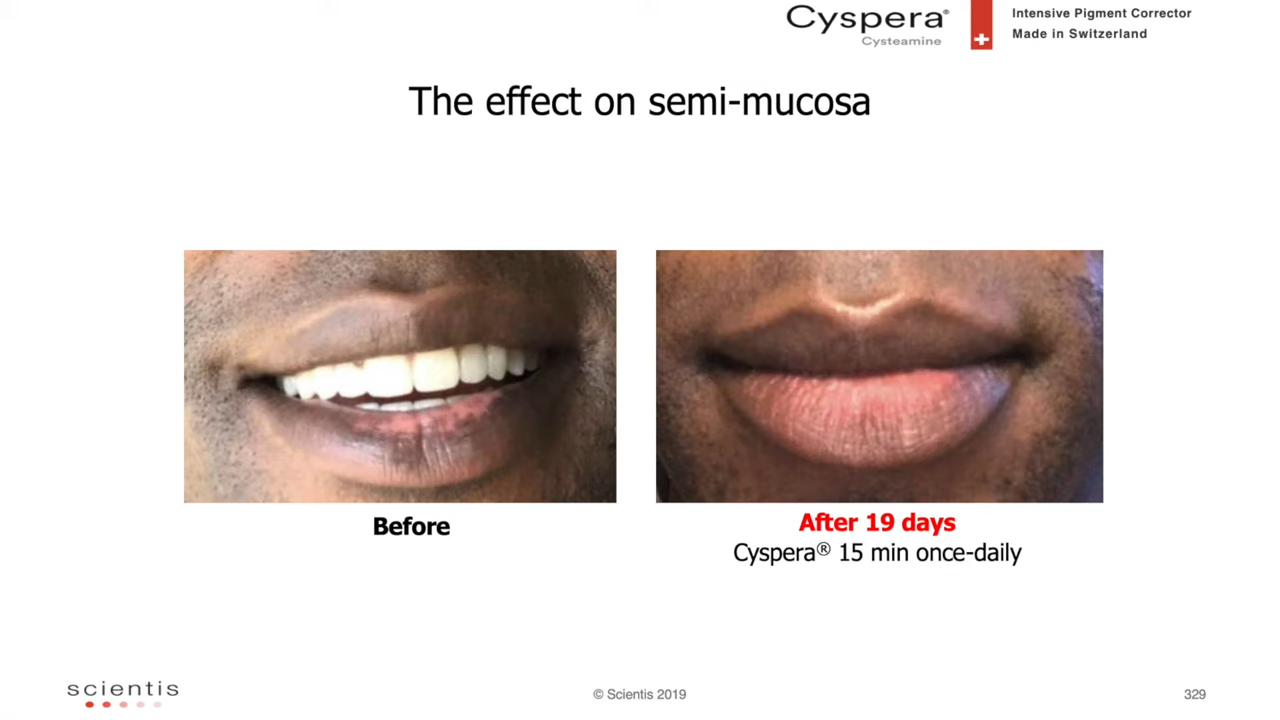 Cyspera®
Cysteamine
Intensive Pigment Corrector
Made in Switzerland
The effect on semi-mucosa
Before
After 19 days
Cyspera® 15 min once-daily
scientis
© Scientis 2019
329